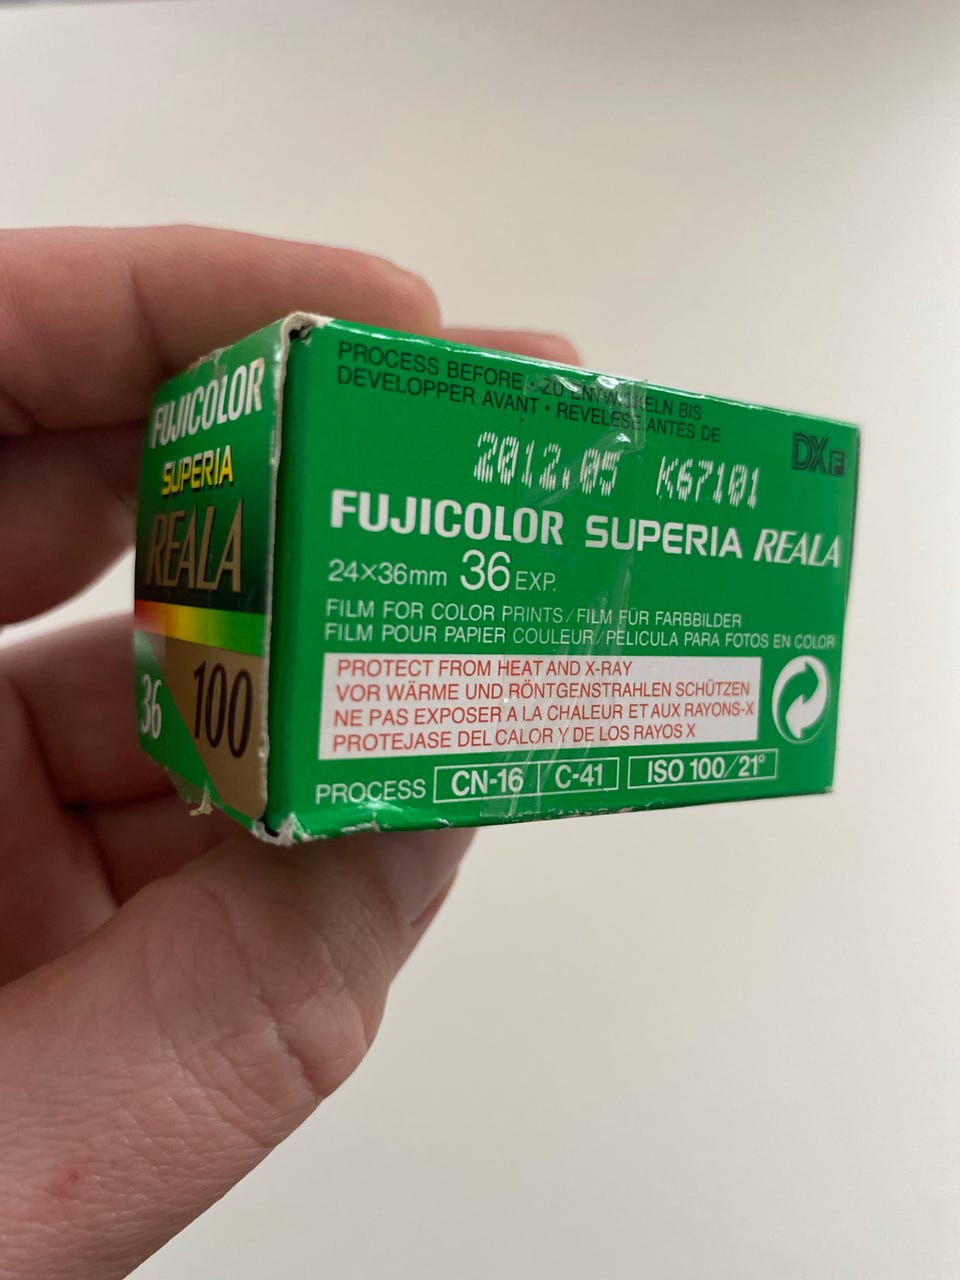 FUJICOLOR
SUPERIA
REALA
100
36
PROCESS BEFORE • ZU ENTWICKELN BIS
DEVELOPPER AVANT • REVELESE ANTES DE
DXF
2012.05 K67101
FUJICOLOR SUPERIA REALA
24×36mm 36 EXP.
FILM FOR COLOR PRINTS/FILM FÜR FARBBILDER
FILM POUR PAPIER COULEUR/PELICULA PARA FOTOS EN COLOR
PROTECT FROM HEAT AND X-RAY
VOR WÄRME UND RÖNTGENSTRAHLEN SCHÜTZEN
NE PAS EXPOSER A LA CHALEUR ET AUX RAYONS-X
PROTEJASE DEL CALOR Y DE LOS RAYOS X
PROCESS CN-16 C-41 ISO 100/21°